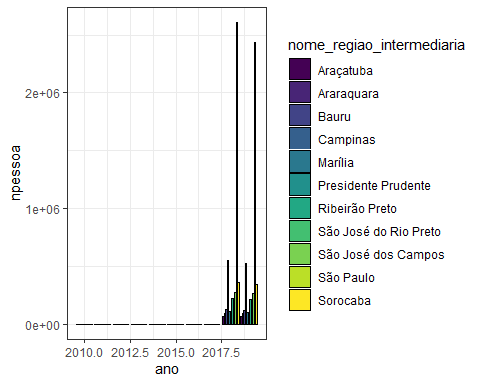 nome_regiao_intermediaria
Araçatuba
Araraquara
Bauru
Campinas
Marília
Presidente Prudente
Ribeirão Preto
São José do Rio Preto
São José dos Campos
São Paulo
Sorocaba
npessoa
2e+06
1e+06
0e+00
2010.0 2012.5 2015.0 2017.5
ano